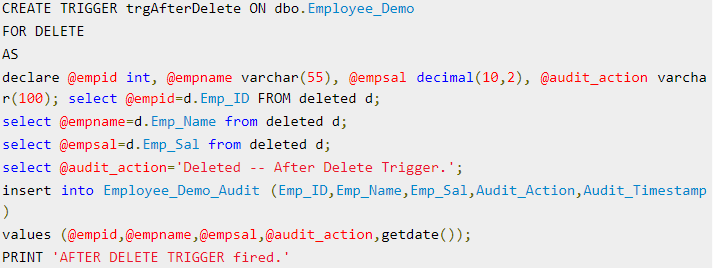 CREATE TRIGGER trgAfterDelete ON dbo.Employee_Demo
FOR DELETE
AS
declare @empid int, @empname varchar(55), @empsal decimal(10,2), @audit_action varcha
r(100); select @empid=d.Emp_ID FROM deleted d;
select @empname=d.Emp_Name from deleted d;
select @empsal=d.Emp_Sal from deleted d;
select @audit_action='Deleted -- After Delete Trigger.';
insert into Employee_Demo_Audit (Emp_ID,Emp_Name,Emp_Sal,Audit_Action,Audit_Timestamp
)
values (@empid,@empname,@empsal,@audit_action,getdate());
PRINT 'AFTER DELETE TRIGGER fired.'